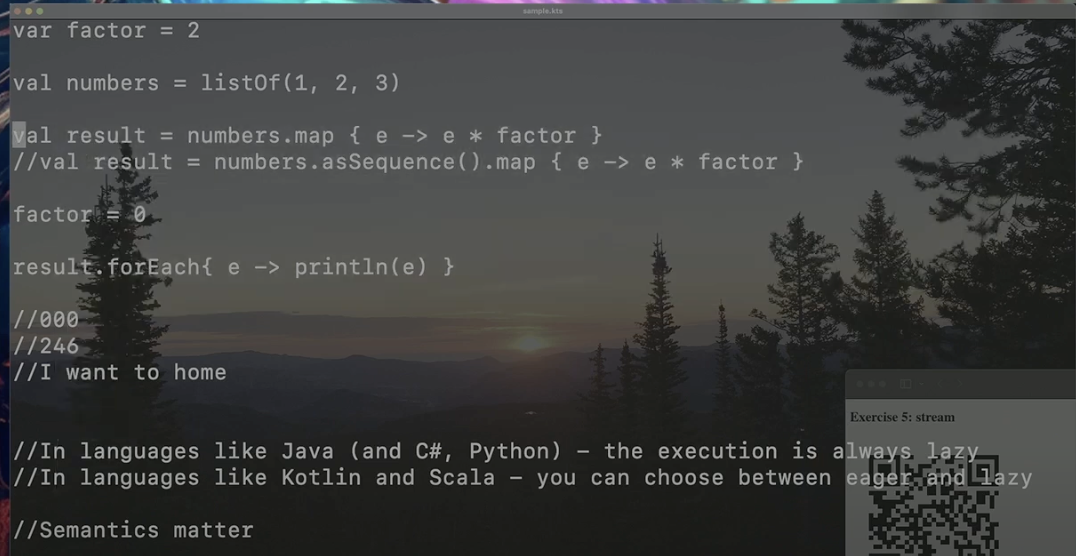 sample.kts
var factor = 2
val numbers = listOf(1, 2, 3)
val result = numbers.map { e -> e * factor }
//val result = numbers.asSequence().map { e -> e * factor }
factor = 0
result.forEach{ e -> println(e) }
//000
//246
//I want to home
Exercise 5: stream
//In languages like Java (and C#, Python) – the execution is always lazy
//In languages like Kotlin and Scala – you can choose between eager and lazy
//Semantics matter